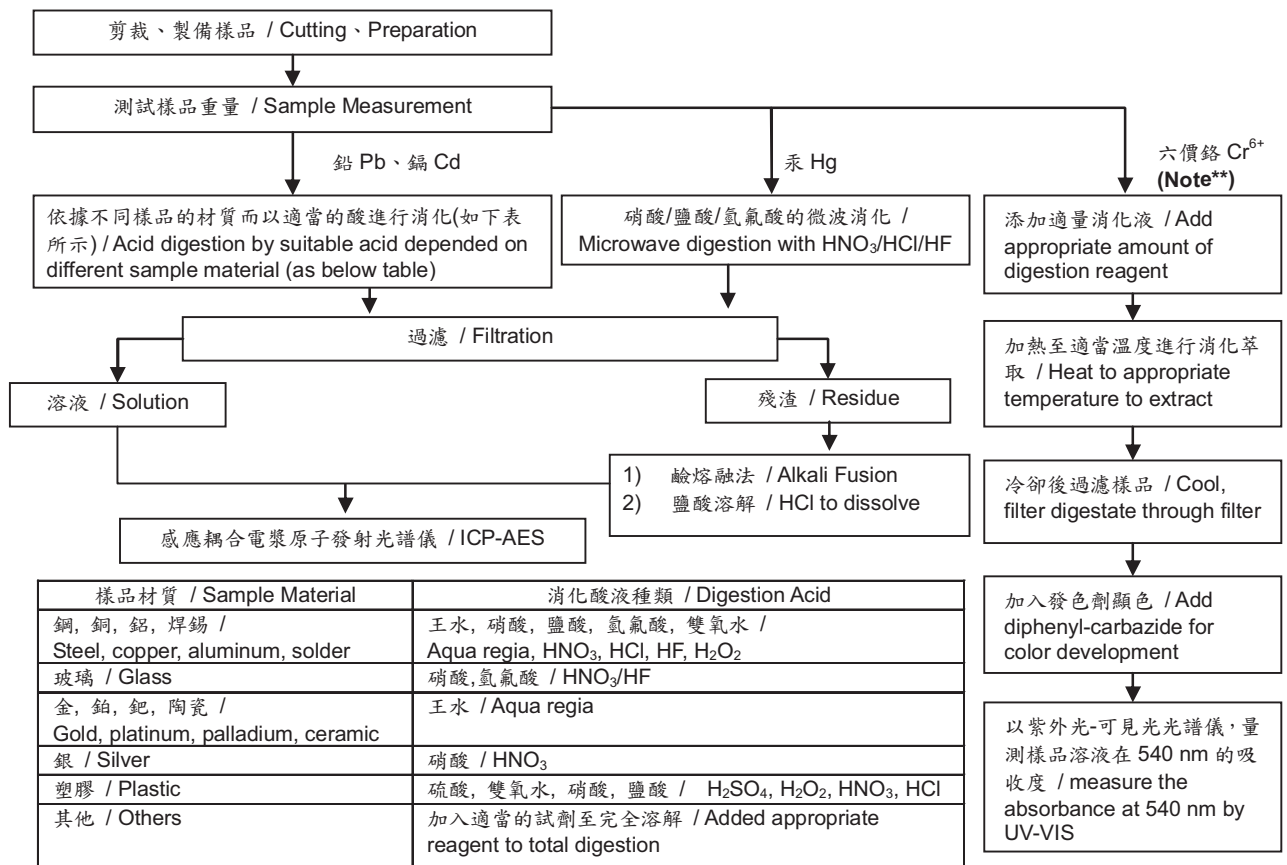 剪裁、製備樣品 / Cutting、Preparation
測試樣品重量 / Sample Measurement
鉛 Pb、鎘 Cd
汞 Hg
六價鉻 Cr⁶⁺
(Note**)
依據不同樣品的材質而以適當的酸進行消化(如下表
所示) / Acid digestion by suitable acid depended on
different sample material (as below table)
硝酸/鹽酸/氫氟酸的微波消化 /
Microwave digestion with HNO₃/HCl/HF
添加適量消化液 / Add
appropriate amount of
digestion reagent
過濾 / Filtration
加熱至適當溫度進行消化萃
取 / Heat to appropriate
temperature to extract
溶液 / Solution
殘渣 / Residue
1) 鹼熔融法 / Alkali Fusion
2) 鹽酸溶解 / HCl to dissolve
冷卻後過濾樣品 / Cool,
filter digestate through filter
感應耦合電漿原子發射光譜儀 / ICP-AES
加入發色劑顯色 / Add
diphenyl-carbazide for
color development
以紫外光-可見光光譜儀，量
測樣品溶液在 540 nm 的吸
收度 / measure the
absorbance at 540 nm by
UV-VIS
樣品材質 / Sample Material
消化酸液種類 / Digestion Acid
鋼, 銅, 鋁, 焊錫 /
Steel, copper, aluminum, solder
王水, 硝酸, 鹽酸, 氫氟酸, 雙氧水 /
Aqua regia, HNO₃, HCl, HF, H₂O₂
玻璃 / Glass
硝酸,氫氟酸 / HNO₃/HF
金, 鉑, 鈀, 陶瓷 /
Gold, platinum, palladium, ceramic
王水 / Aqua regia
銀 / Silver
硝酸 / HNO₃
塑膠 / Plastic
硫酸, 雙氧水, 硝酸, 鹽酸 / H₂SO₄, H₂O₂, HNO₃, HCl
其他 / Others
加入適當的試劑至完全溶解 / Added appropriate
reagent to total digestion